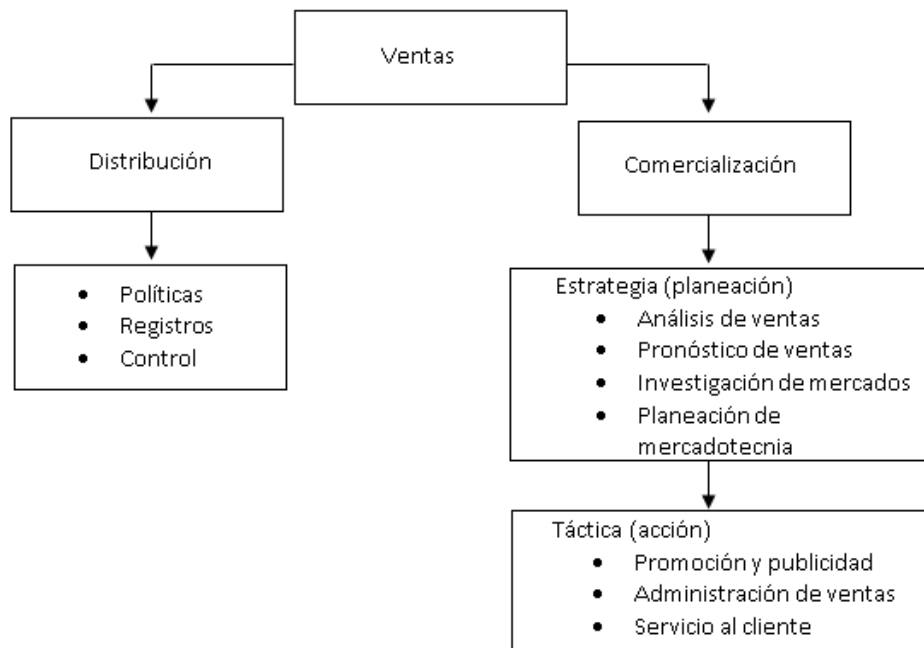 Ventas
Distribución
Comercialización
• Políticas
• Registros
• Control
Estrategia (planeación)
• Análisis de ventas
• Pronóstico de ventas
• Investigación de mercados
• Planeación de
mercadotecnia
Táctica (acción)
• Promoción y publicidad
• Administración de ventas
• Servicio al cliente